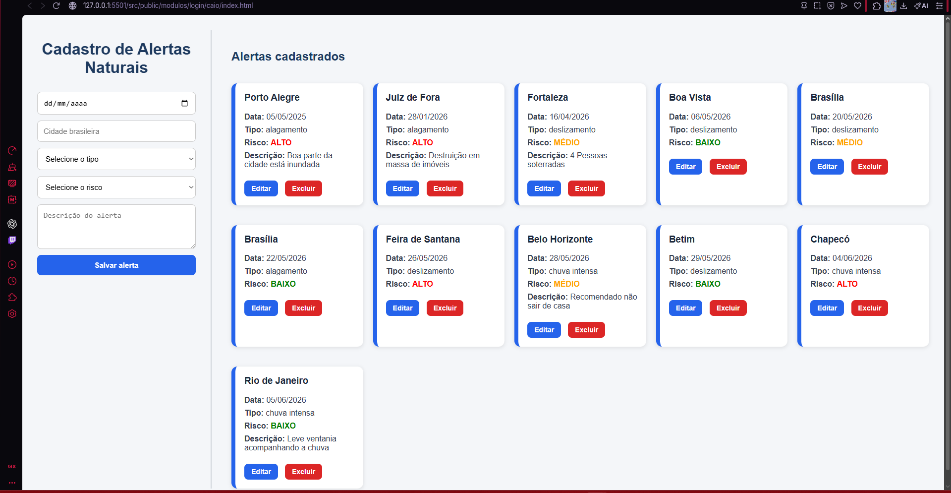 127.0.0.1:5501/src/public/modulos/login/caio/index.html
AI
Cadastro de Alertas
Naturais
dd/mm/aaaa
Cidade brasileira
Selecione o tipo
Selecione o risco
Descrição do alerta
Salvar alerta
Alertas cadastrados
Porto Alegre
Data: 05/05/2025
Tipo: alagamento
Risco: ALTO
Descrição: Boa parte da
cidade está inundada
Editar Excluir
Juiz de Fora
Data: 28/01/2026
Tipo: alagamento
Risco: ALTO
Descrição: Destruição em
massa de imóveis
Editar Excluir
Fortaleza
Data: 16/04/2026
Tipo: deslizamento
Risco: MÉDIO
Descrição: 4 Pessoas
soterradas
Editar Excluir
Boa Vista
Data: 06/05/2026
Tipo: deslizamento
Risco: BAIXO
Editar Excluir
Brasília
Data: 20/05/2026
Tipo: deslizamento
Risco: MÉDIO
Editar Excluir
Brasília
Data: 22/05/2026
Tipo: alagamento
Risco: BAIXO
Editar Excluir
Feira de Santana
Data: 26/05/2026
Tipo: deslizamento
Risco: ALTO
Editar Excluir
Belo Horizonte
Data: 28/05/2026
Tipo: chuva intensa
Risco: MÉDIO
Descrição: Recomendado não
sair de casa
Editar Excluir
Betim
Data: 29/05/2026
Tipo: deslizamento
Risco: BAIXO
Editar Excluir
Chapecó
Data: 04/06/2026
Tipo: chuva intensa
Risco: ALTO
Editar Excluir
Rio de Janeiro
Data: 05/06/2026
Tipo: chuva intensa
Risco: BAIXO
Descrição: Leve ventania
acompanhando a chuva
Editar Excluir